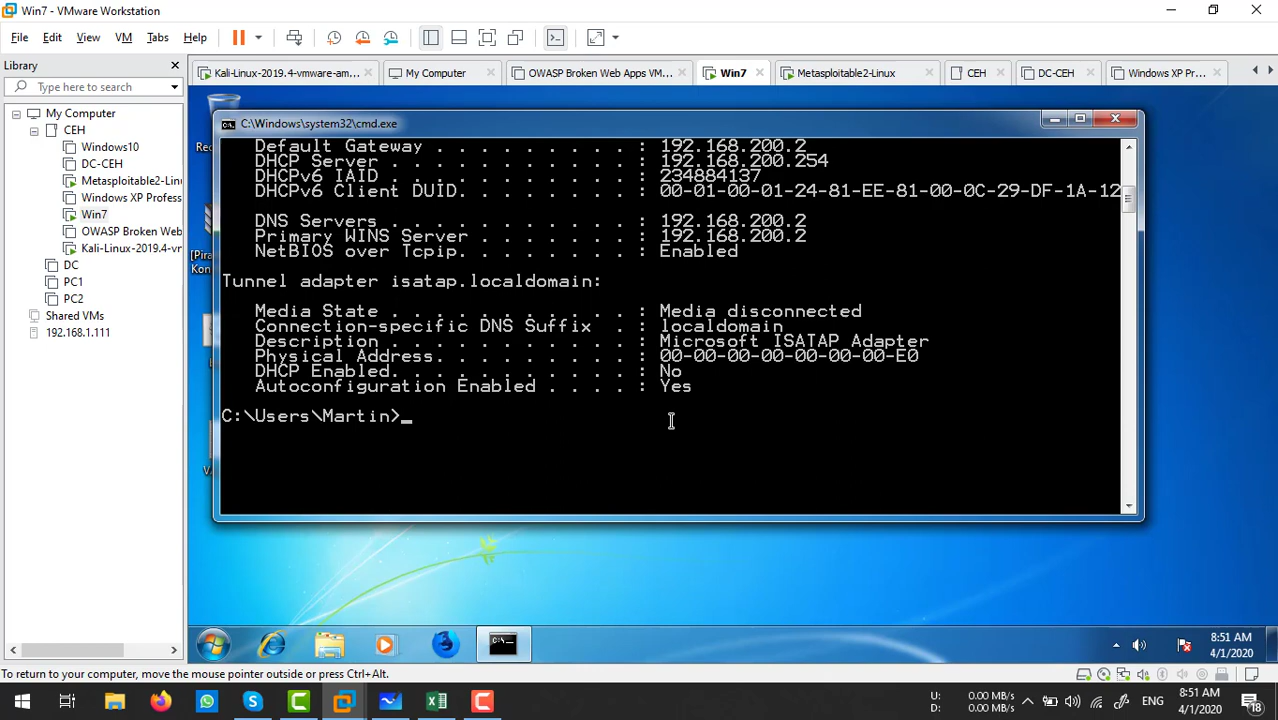 Win7 - VMware Workstation
File Edit View VM Tabs Help
Library
Type here to search
My Computer
CEH
Windows10
DC-CEH
Metasploitable2-Linu
Windows XP Profess
Win7
OWASP Broken Web
Kali-Linux-2019.4-vr
DC
PC1
PC2
Shared VMs
192.168.1.111
Kali-Linux-2019.4-vmware-am...
My Computer
OWASP Broken Web Apps VM...
Win7
Metasploitable2-Linux
CEH
DC-CEH
Windows XP Pr...
Rec
[Pira
Kon
C:\Windows\system32\cmd.exe
Default Gateway . . . . . . . . . : 192.168.200.2
DHCP Server . . . . . . . . . . . : 192.168.200.254
DHCPv6 IAID . . . . . . . . . . . : 234884137
DHCPv6 Client DUID. . . . . . . . : 00-01-00-01-24-81-EE-81-00-0C-29-DF-1A-12
DNS Servers . . . . . . . . . . . : 192.168.200.2
Primary WINS Server . . . . . . . : 192.168.200.2
NetBIOS over Tcpip. . . . . . . . : Enabled
Tunnel adapter isatap.localdomain:
Media State . . . . . . . . . . . : Media disconnected
Connection-specific DNS Suffix  . : localdomain
Description . . . . . . . . . . . : Microsoft ISATAP Adapter
Physical Address. . . . . . . . . : 00-00-00-00-00-00-00-E0
DHCP Enabled. . . . . . . . . . . : No
Autoconfiguration Enabled . . . . : Yes
C:\Users\Martin>_
8:51 AM
4/1/2020
To return to your computer, move the mouse pointer outside or press Ctrl+Alt.
U: 0.00 MB/s
D: 0.00 MB/s
ENG
8:51 AM
4/1/2020
18